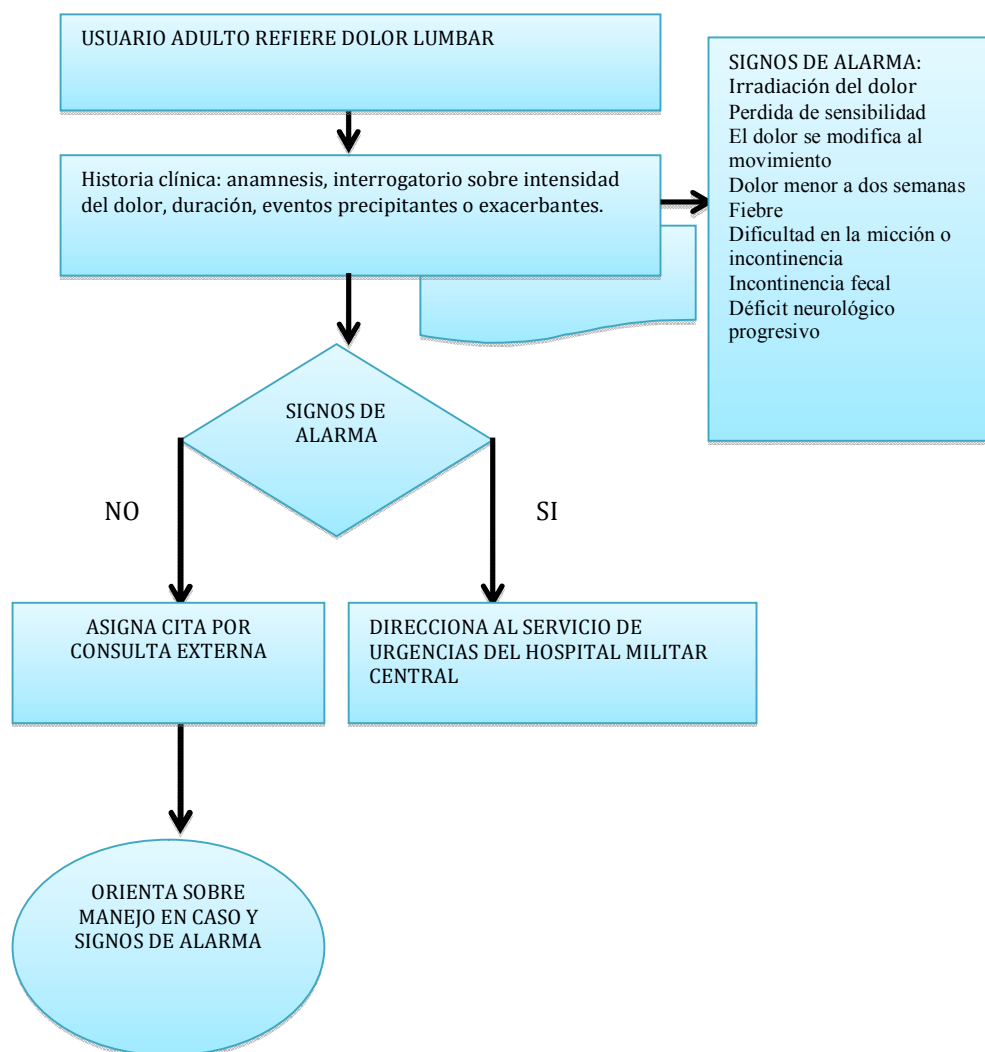 USUARIO ADULTO REFIERE DOLOR LUMBAR
Historia clínica: anamnesis, interrogatorio sobre intensidad
del dolor, duración, eventos precipitantes o exacerbantes.
SIGNOS DE ALARMA:
Irradiación del dolor
Perdida de sensibilidad
El dolor se modifica al
movimiento
Dolor menor a dos semanas
Fiebre
Dificultad en la micción o
incontinencia
Incontinencia fecal
Déficit neurológico
progresivo
SIGNOS DE
ALARMA
NO
SI
ASIGNA CITA POR
CONSULTA EXTERNA
DIRECCIONA AL SERVICIO DE
URGENCIAS DEL HOSPITAL MILITAR
CENTRAL
ORIENTA SOBRE
MANEJO EN CASO Y
SIGNOS DE ALARMA